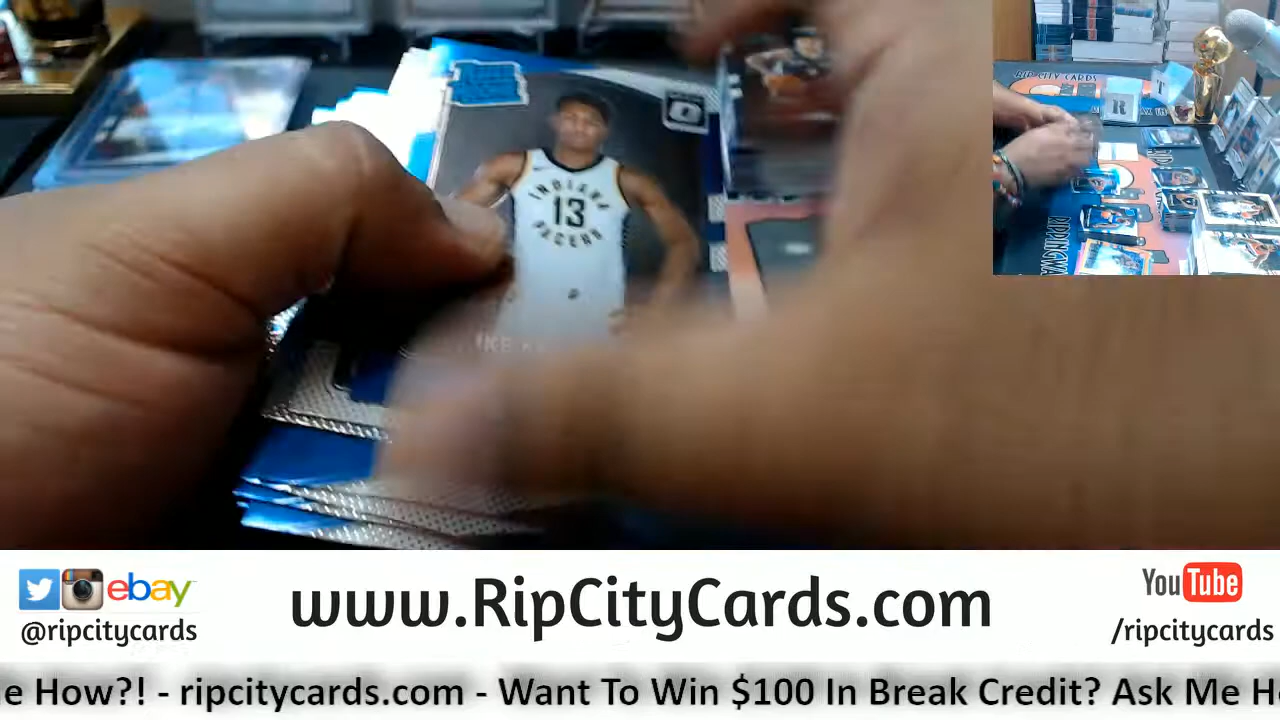 INDIANA
13
PACERS
RIP CITY CARDS
R
T
ebay
@ripcitycards
www.RipCityCards.com
YouTube
/ripcitycards
e How?! - ripcitycards.com - Want To Win $100 In Break Credit? Ask Me H